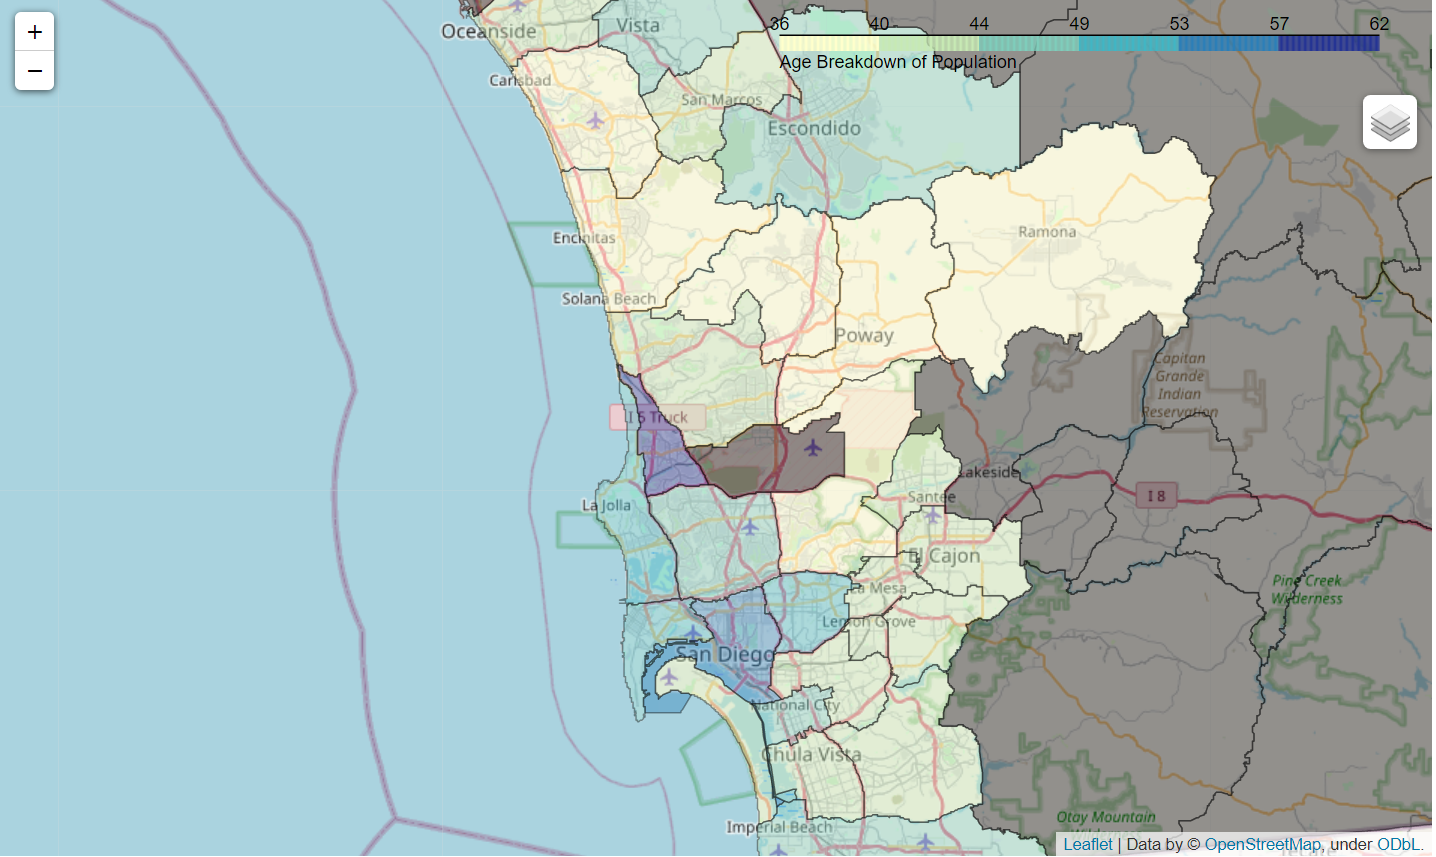 +
−
36 40 44 49 53 57 62
Age Breakdown of Population
Oceanside
Vista
Carlsbad
San Marcos
Escondido
Encinitas
Ramona
Solana Beach
Poway
Capitan
Grande
Indian
Reservation
I 5 Truck
Lakeside
Santee
I 8
La Jolla
El Cajon
La Mesa
Pine Creek
Wilderness
Lemon Grove
San Diego
National City
Chula Vista
Imperial Beach
Otay Mountain
Wilderness
Leaflet | Data by © OpenStreetMap, under ODbL.